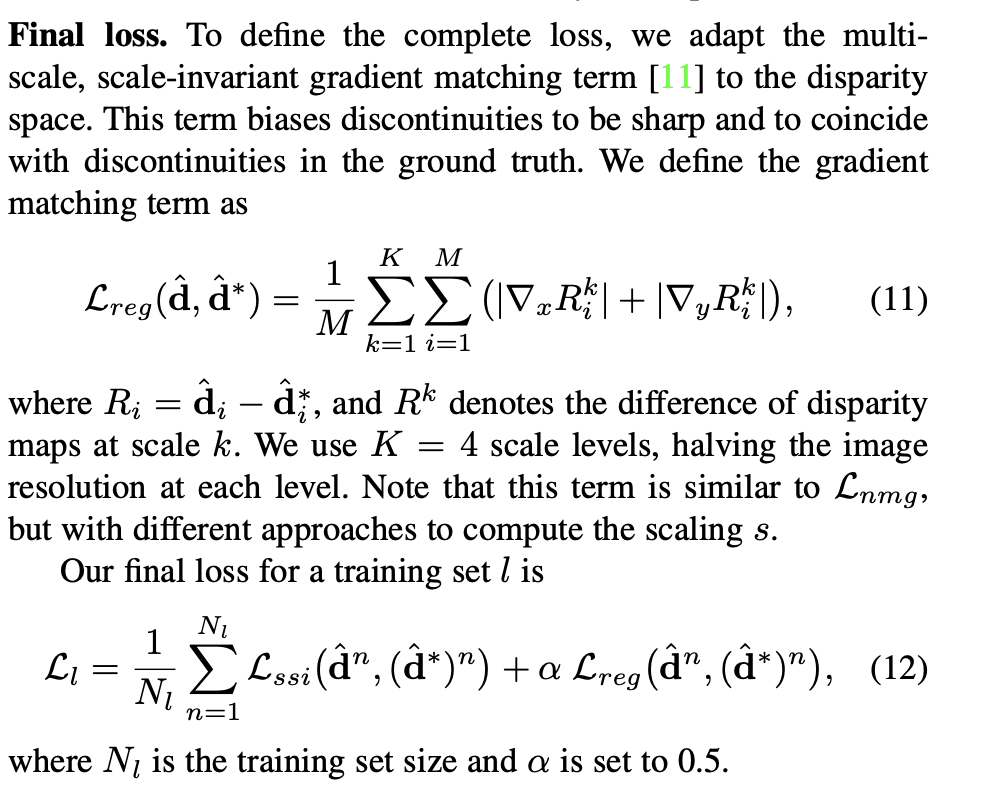 Final loss. To define the complete loss, we adapt the multi-
scale, scale-invariant gradient matching term [11] to the disparity
space. This term biases discontinuities to be sharp and to coincide
with discontinuities in the ground truth. We define the gradient
matching term as
$\mathcal{L}_{reg}(\hat{\mathbf{d}}, \hat{\mathbf{d}}^*) = \frac{1}{M} \sum_{k=1}^{K} \sum_{i=1}^{M} \left( |\nabla_x R_i^k| + |\nabla_y R_i^k| \right),$ (11)
where $R_i = \hat{\mathbf{d}}_i - \hat{\mathbf{d}}_i^*$, and $R^k$ denotes the difference of disparity
maps at scale $k$. We use $K = 4$ scale levels, halving the image
resolution at each level. Note that this term is similar to $\mathcal{L}_{nmg}$,
but with different approaches to compute the scaling $s$.
Our final loss for a training set $l$ is
$\mathcal{L}_l = \frac{1}{N_l} \sum_{n=1}^{N_l} \mathcal{L}_{ssi}(\hat{\mathbf{d}}^n, (\hat{\mathbf{d}}^*)^n) + \alpha \, \mathcal{L}_{reg}(\hat{\mathbf{d}}^n, (\hat{\mathbf{d}}^*)^n),$ (12)
where $N_l$ is the training set size and $\alpha$ is set to 0.5.